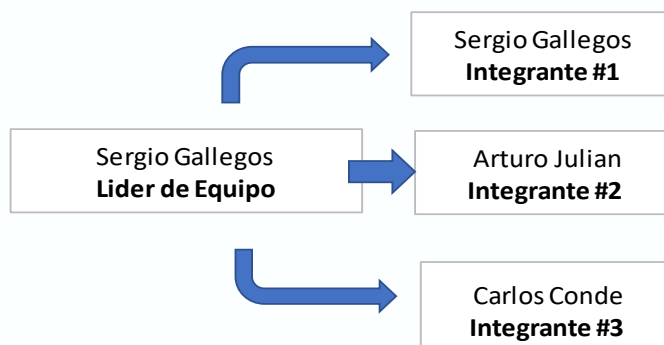 Sergio Gallegos
Integrante #1
Sergio Gallegos
Lider de Equipo
Arturo Julian
Integrante #2
Carlos Conde
Integrante #3